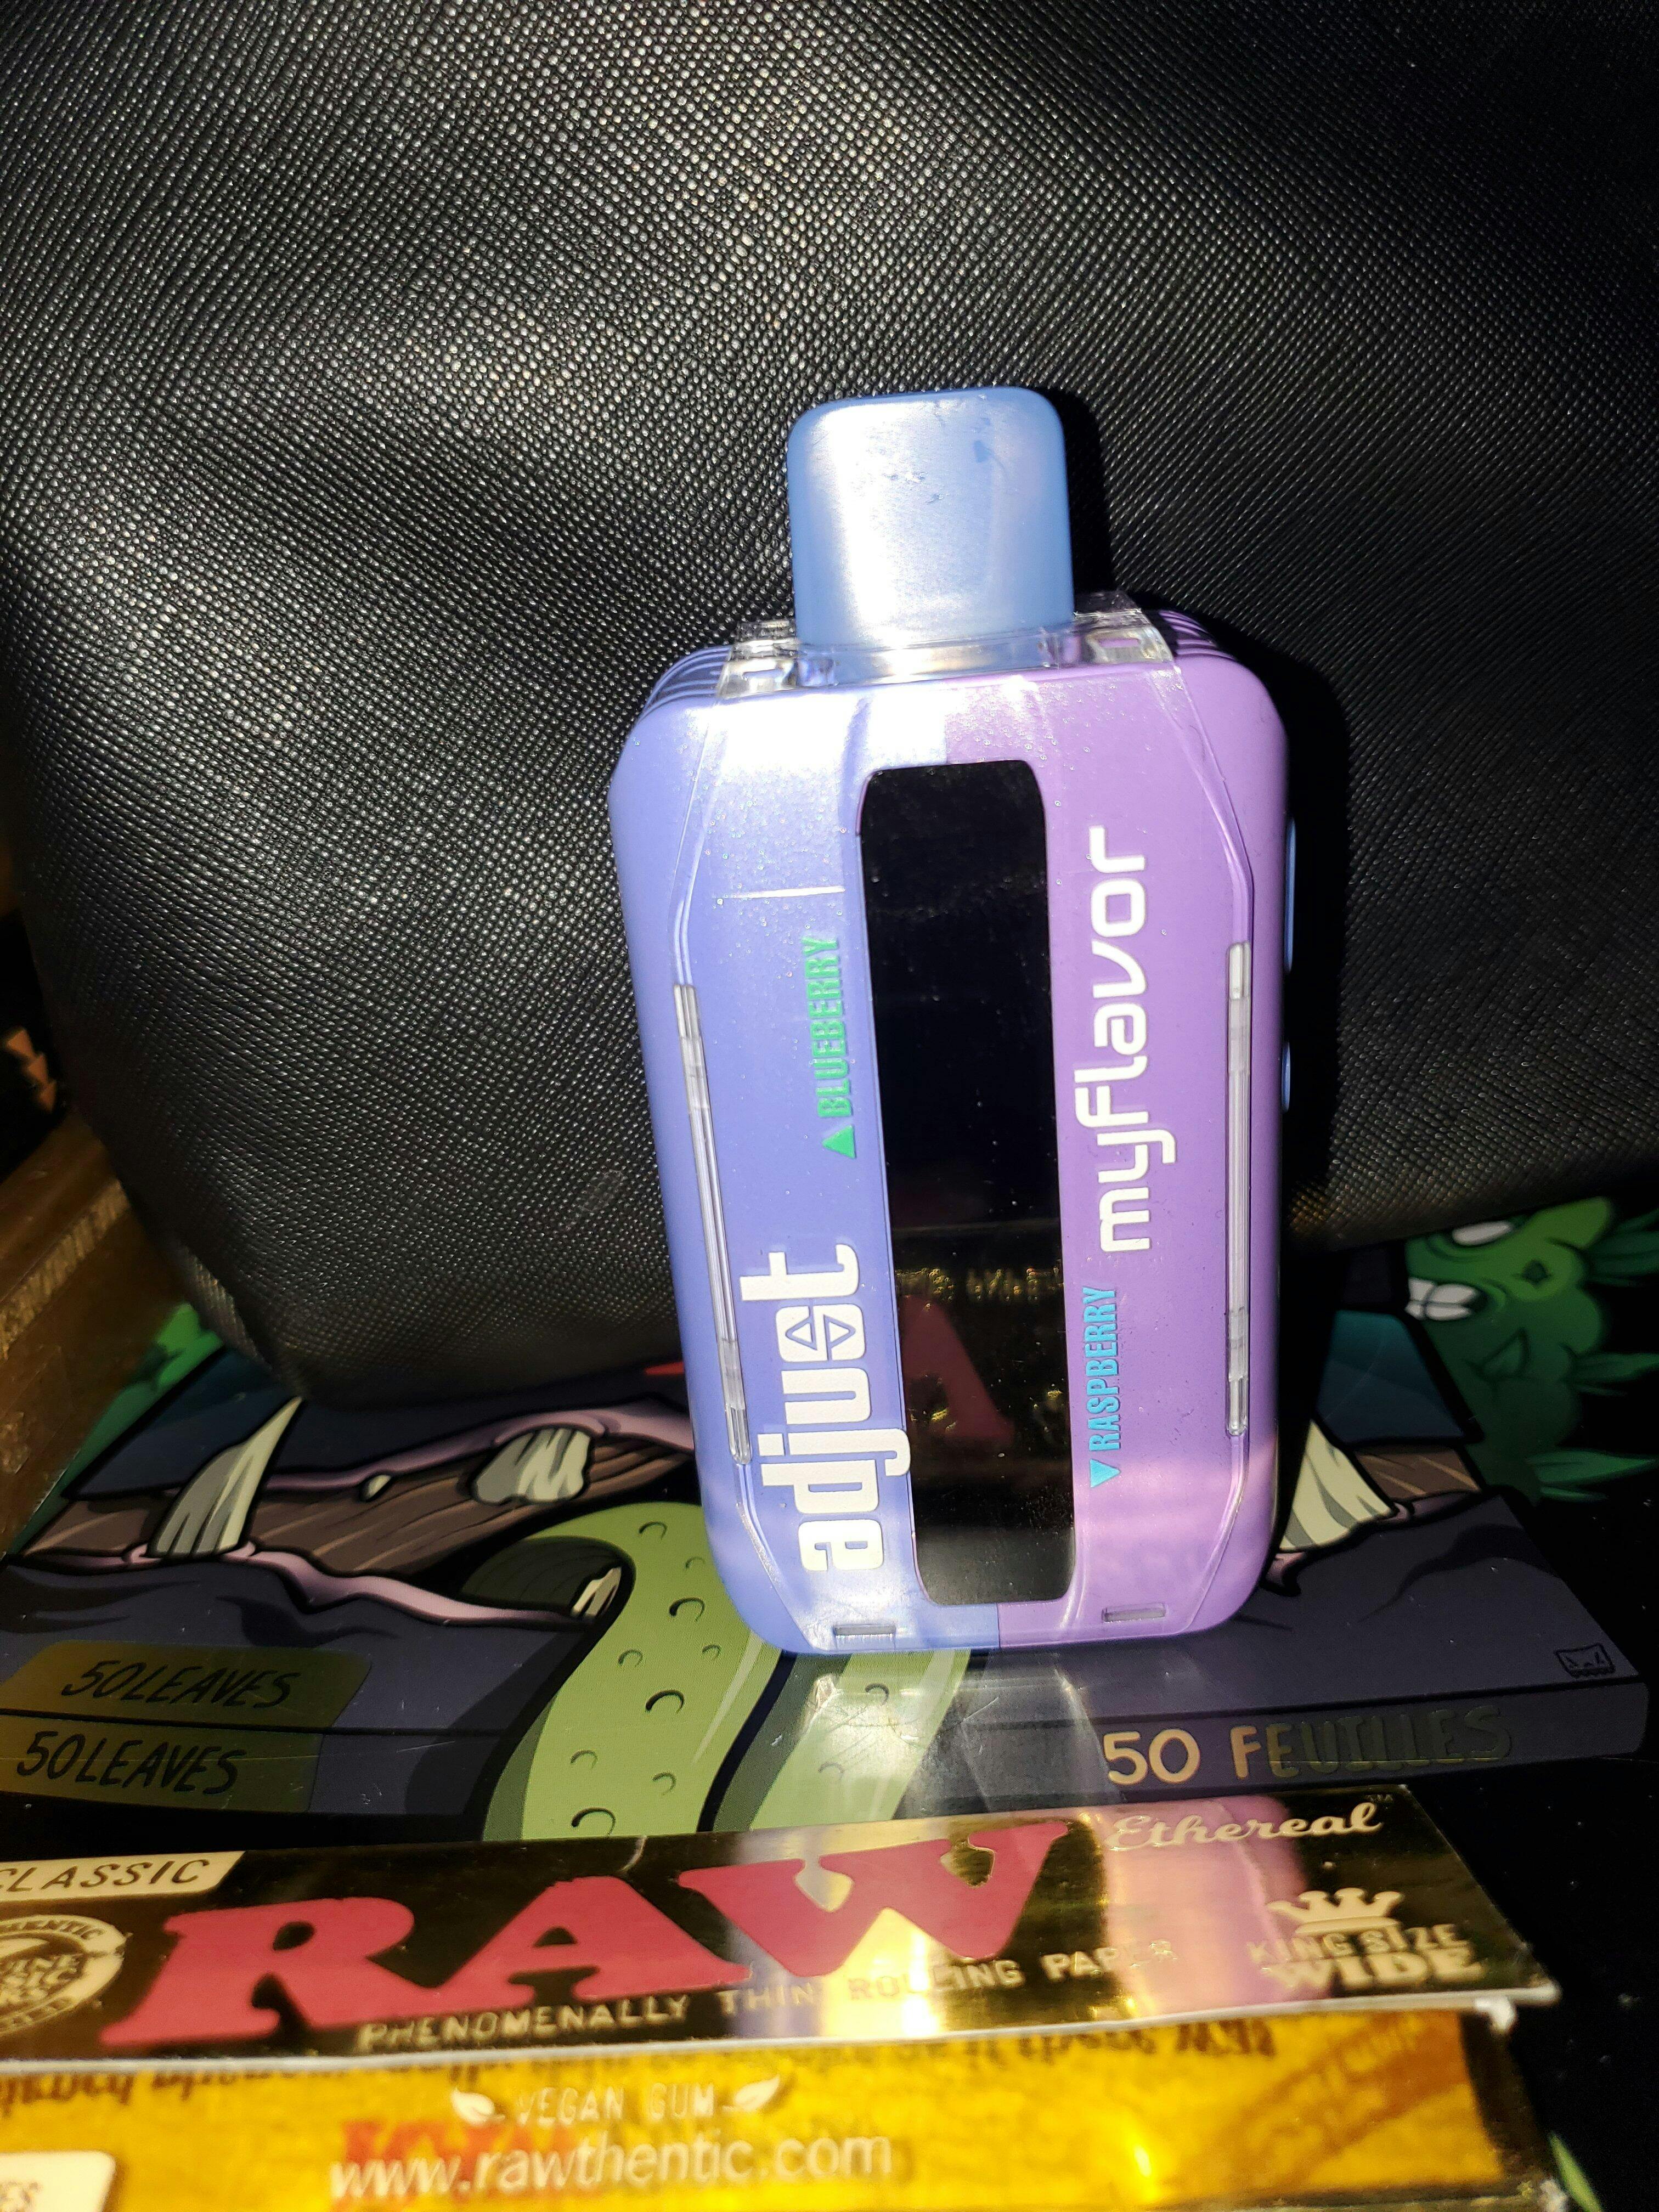 ▲BLUEBERRY
adjust
myFlavor
▼RASPBERRY
50LEAVES
50LEAVES
50 FEUILLES
CLASSIC
RAW
Ethereal™
PHENOMENALLY THIN ROLLING PAPER
KING SIZE
WIDE
VEGAN GUM
www.rawthentic.com